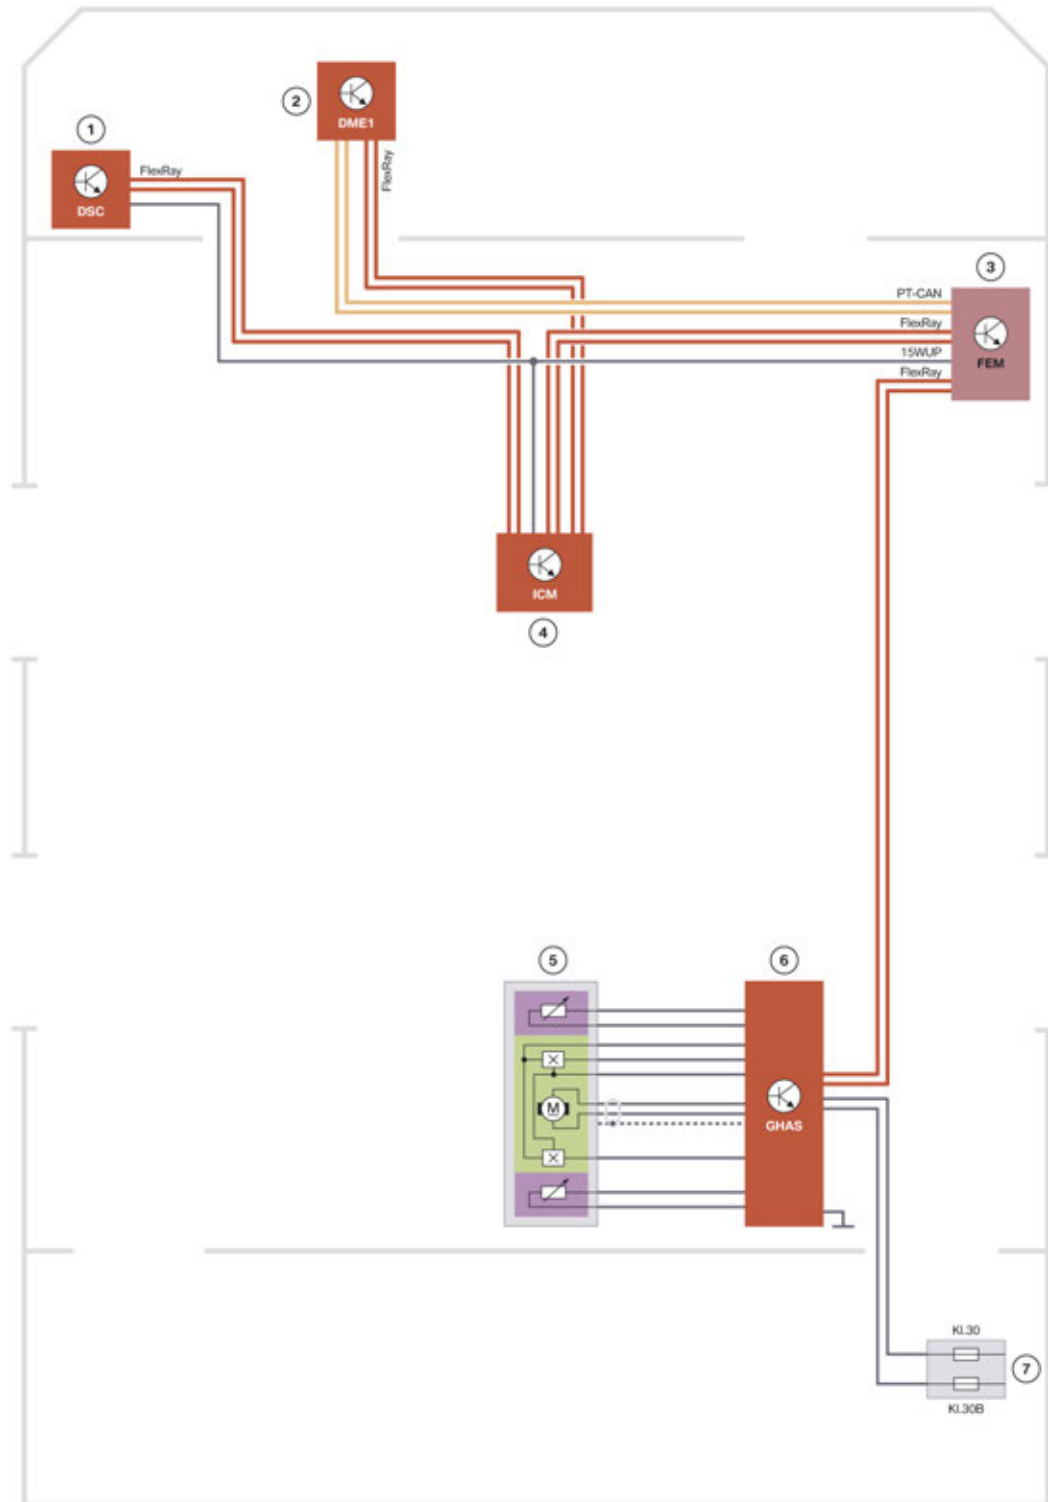 2
DME1
1
FlexRay
DSC
FlexRay
3
PT-CAN
FlexRay
15WUP
FEM
FlexRay
ICM
4
5
6
M
GHAS
Kl.30
7
Kl.30B